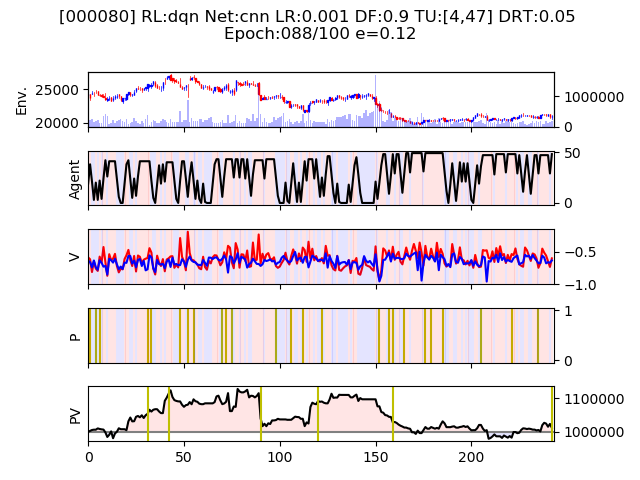 [000080] RL:dqn Net:cnn LR:0.001 DF:0.9 TU:[4,47] DRT:0.05
Epoch:088/100 e=0.12
Env.
25000
20000
1000000
0
Agent
50
0
V
−0.5
−1.0
P
1
0
PV
1100000
1000000
0 50 100 150 200